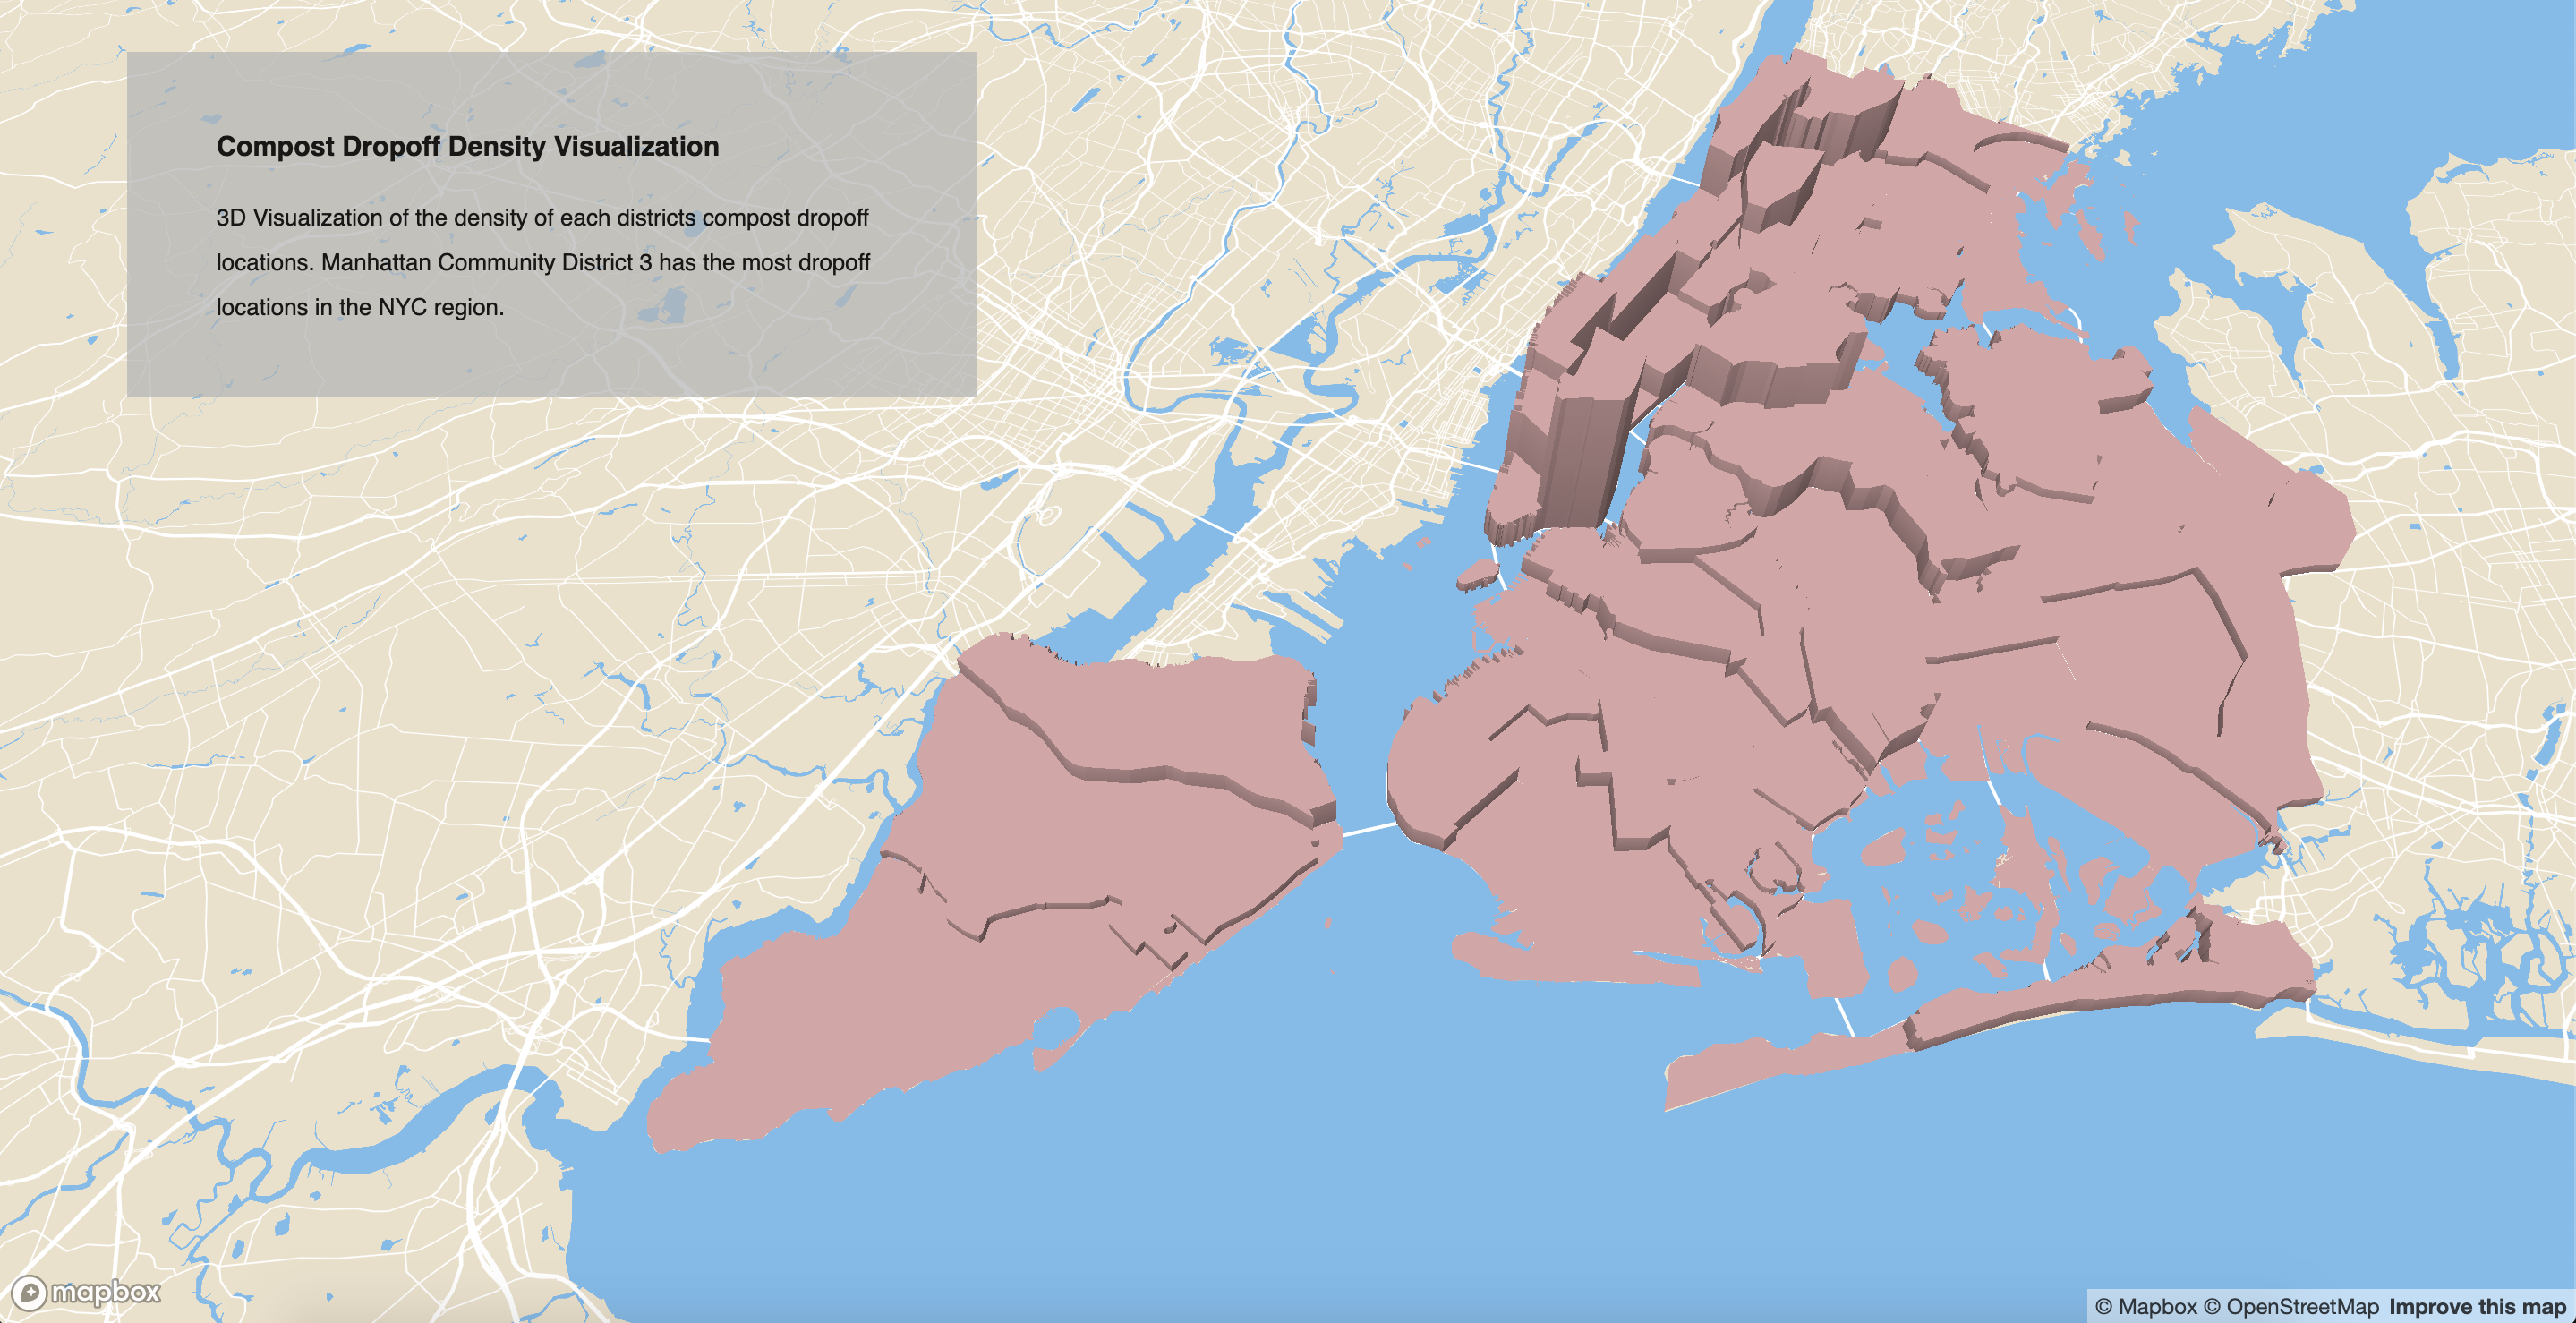 Compost Dropoff Density Visualization
3D Visualization of the density of each districts compost dropoff
locations. Manhattan Community District 3 has the most dropoff
locations in the NYC region.
mapbox
© Mapbox © OpenStreetMap Improve this map